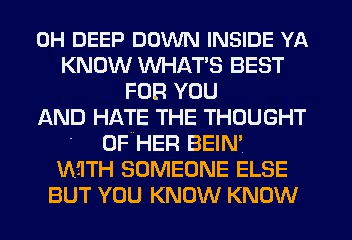 OH DEEP DOWN INSIDE YA
KNOW WHAT'S BEST
FOR YOU
AND HATE THE THOUGHT
OF HER BEIN'
WITH SOMEONE ELSE
BUT YOU KNOW KNOW